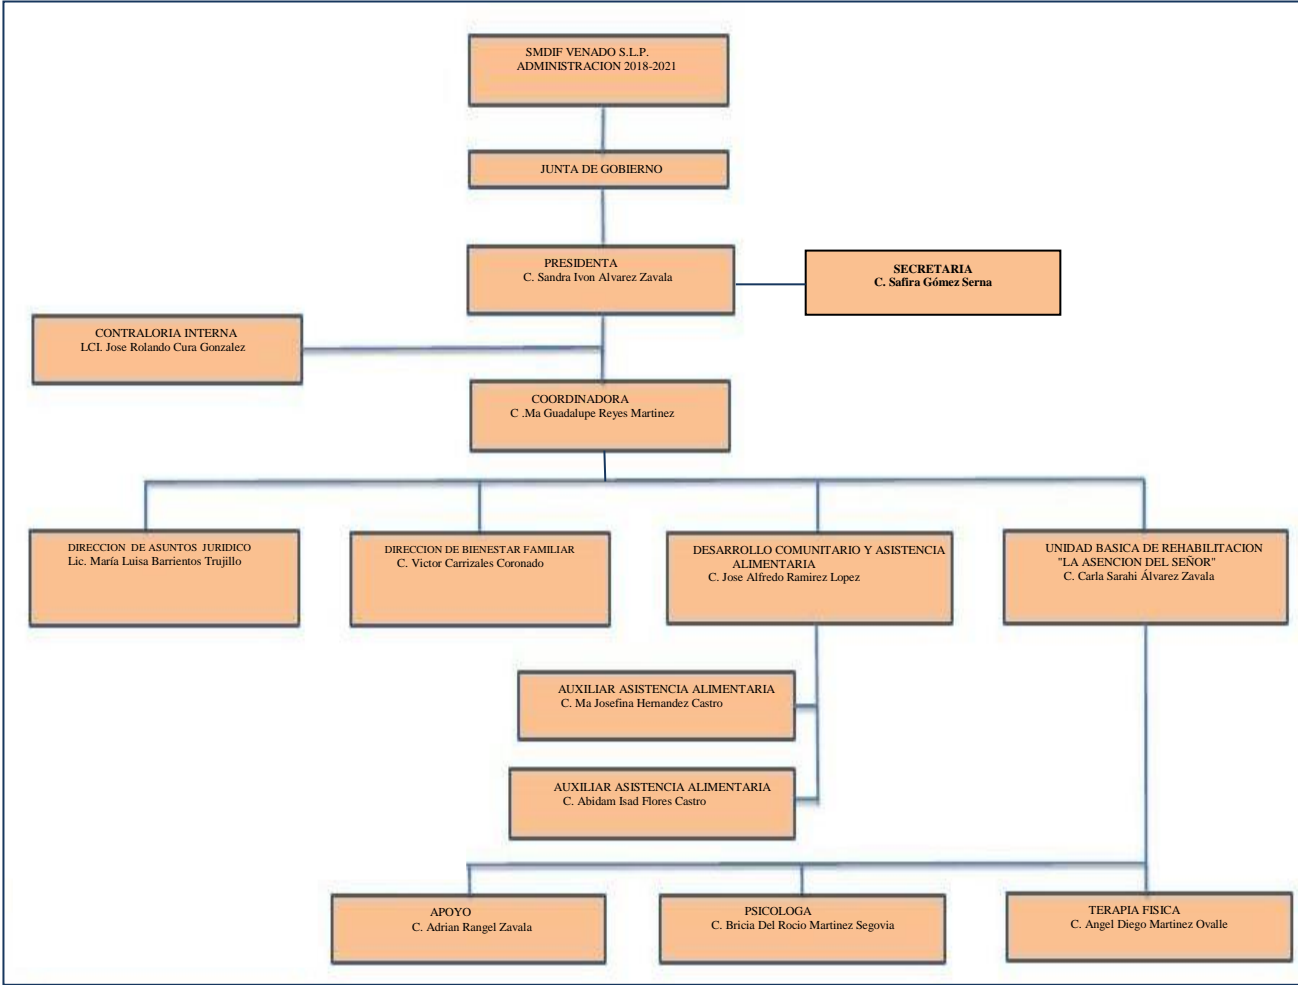 SMDIF VENADO S.L.P.
ADMINISTRACION 2018-2021
JUNTA DE GOBIERNO
PRESIDENTA
C. Sandra Ivon Alvarez Zavala
SECRETARIA
C. Safira Gómez Serna
CONTRALORIA INTERNA
LCI. Jose Rolando Cura Gonzalez
COORDINADORA
C .Ma Guadalupe Reyes Martinez
DIRECCION DE ASUNTOS JURIDICO
Lic. María Luisa Barrientos Trujillo
DIRECCION DE BIENESTAR FAMILIAR
C. Victor Carrizales Coronado
DESARROLLO COMUNITARIO Y ASISTENCIA
ALIMENTARIA
C. Jose Alfredo Ramirez Lopez
UNIDAD BASICA DE REHABILITACION
"LA ASENCION DEL SEÑOR"
C. Carla Sarahi Álvarez Zavala
AUXILIAR ASISTENCIA ALIMENTARIA
C. Ma Josefina Hernandez Castro
AUXILIAR ASISTENCIA ALIMENTARIA
C. Abidam Isad Flores Castro
APOYO
C. Adrian Rangel Zavala
PSICOLOGA
C. Bricia Del Rocio Martinez Segovia
TERAPIA FISICA
C. Angel Diego Martinez Ovalle